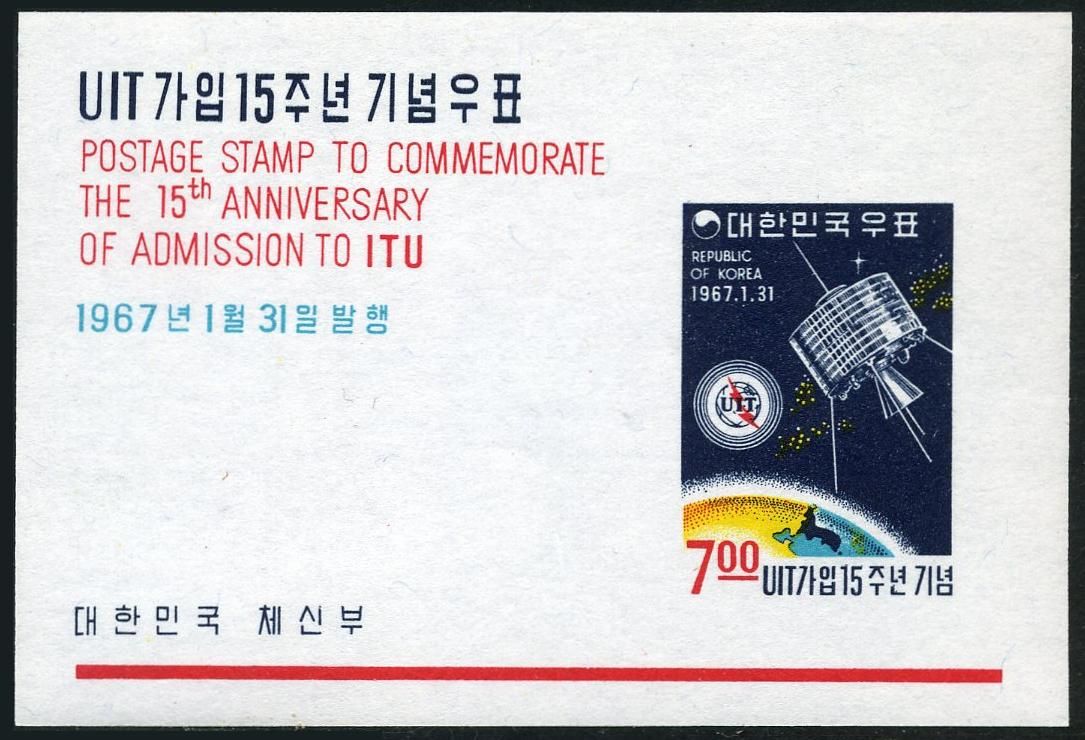 UIT 가입 15 주년 기념우표
POSTAGE STAMP TO COMMEMORATE
THE 15th ANNIVERSARY
OF ADMISSION TO ITU
1967년 1월 31일 발행
대한민국우표
REPUBLIC
OF KOREA
1967.1.31
UIT
7 00
UIT가입15주년기념
대한민국 체신부